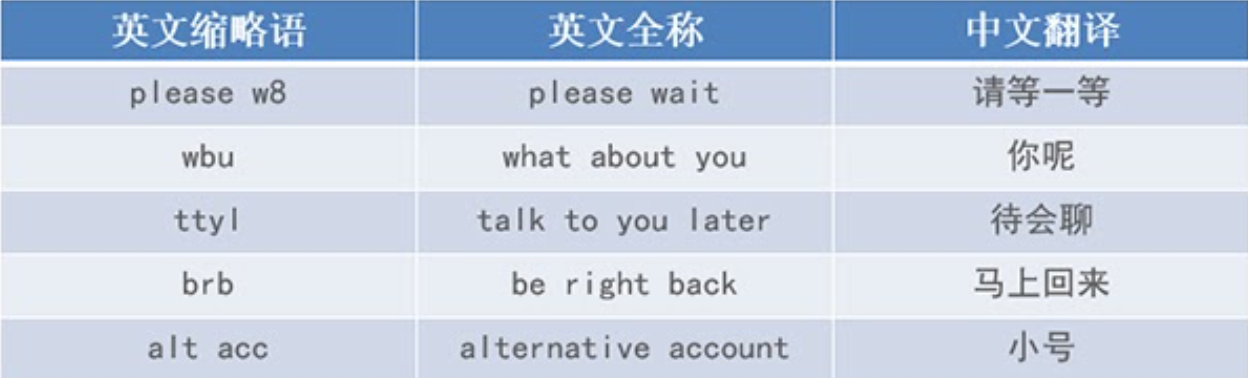 英文缩略语 英文全称 中文翻译
please w8 please wait 请等一等
wbu what about you 你呢
ttyl talk to you later 待会聊
brb be right back 马上回来
alt acc alternative account 小号